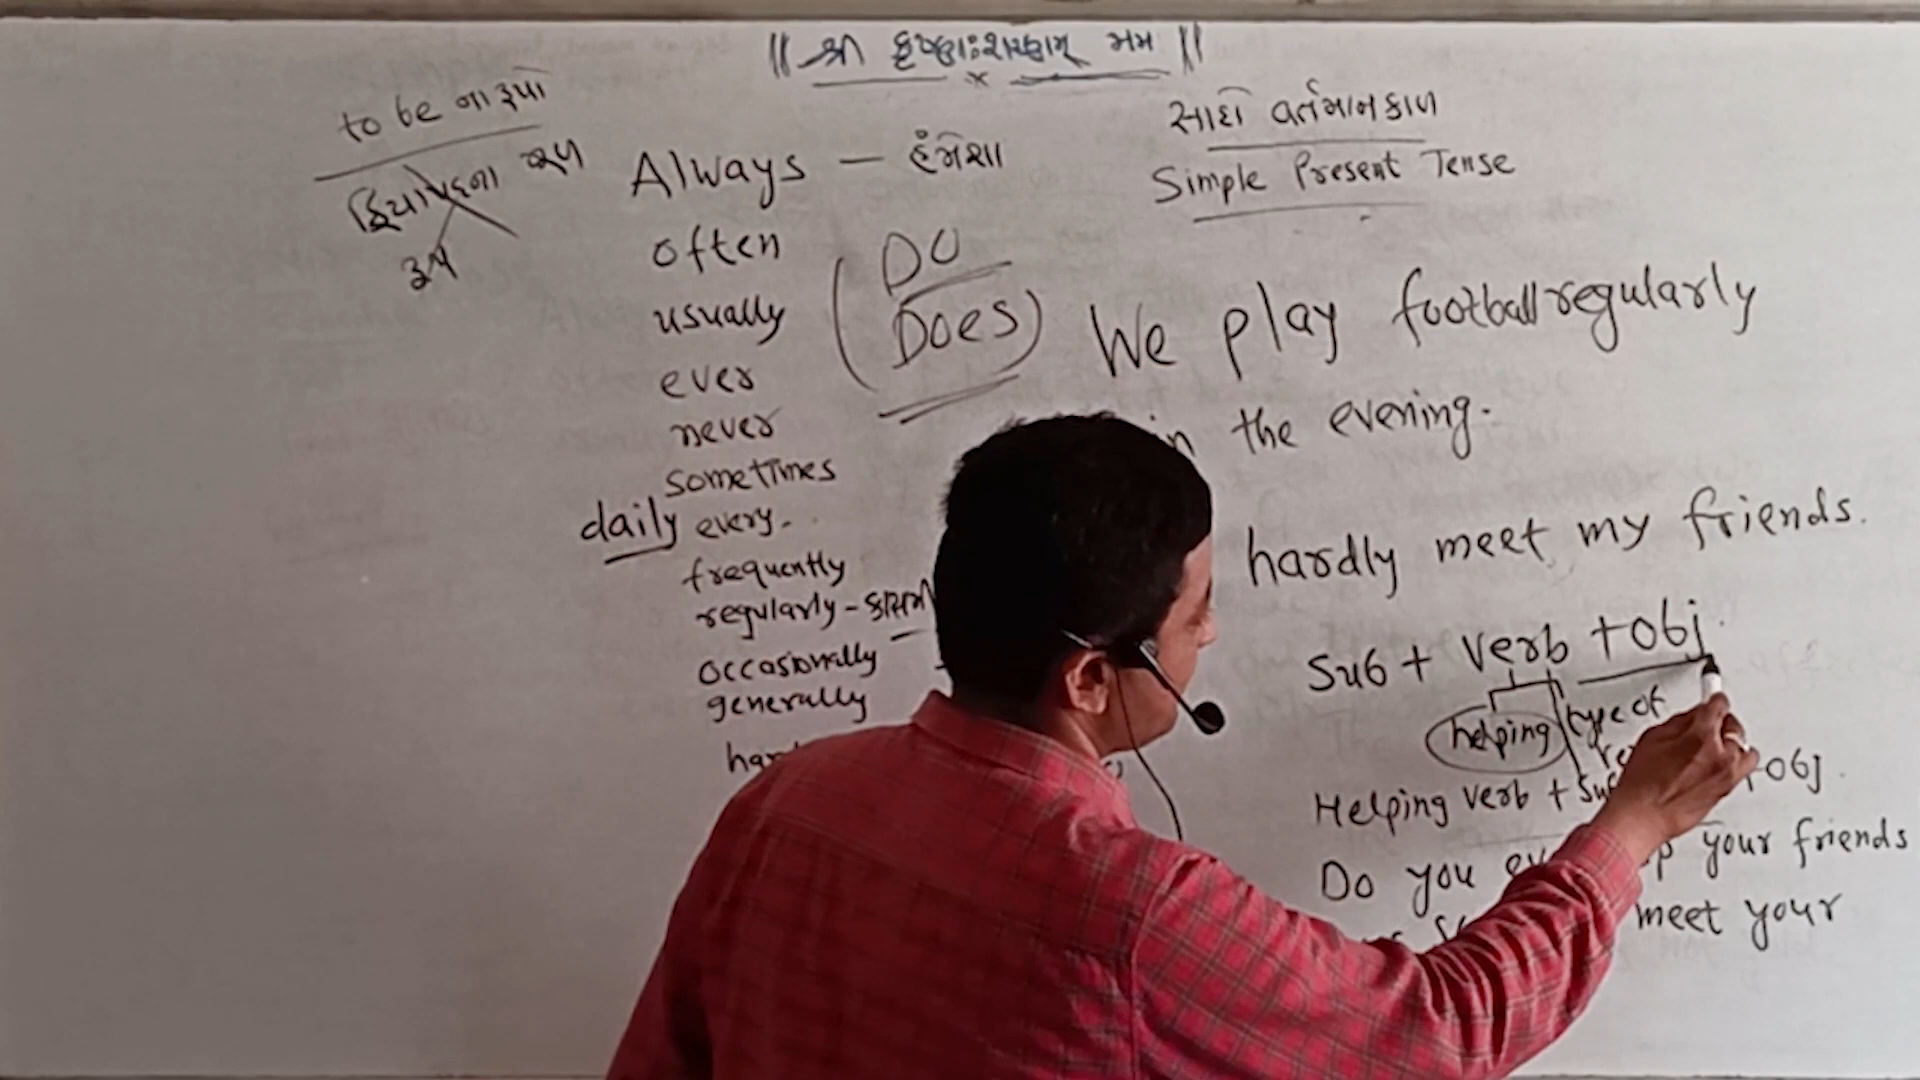 || શ્રી કૃષ્ણઃશરણમ્ મમ ||
to be ના રૂપો
ક્રિયાપદના મૂળ
રૂપ
સાદો વર્તમાનકાળ
Simple Present Tense
Always – હંમેશા
often
usually
ever
never
sometimes
daily every-
frequently
regularly -
occasionally
generally
(DO
Does)
We play football regularly
in the evening.
hardly meet my friends.
Sub + verb + obj.
helping type of
Helping verb + + obj.
Do you your friends
meet your